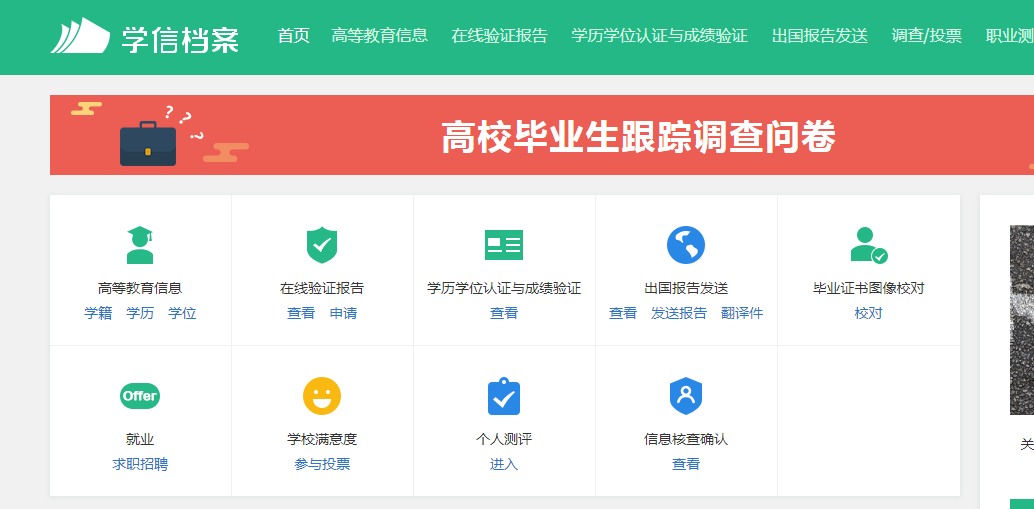 学信档案 首页 高等教育信息 在线验证报告 学历学位认证与成绩验证 出国报告发送 调查/投票 职业测
? ? ?
高校毕业生跟踪调查问卷
高等教育信息 在线验证报告 学历学位认证与成绩验证 出国报告发送 毕业证书图像校对
学籍 学历 学位 查看 申请 查看 查看 发送报告 翻译件 校对
Offer
就业 学校满意度 个人测评 信息核查确认
求职招聘 参与投票 进入 查看
关